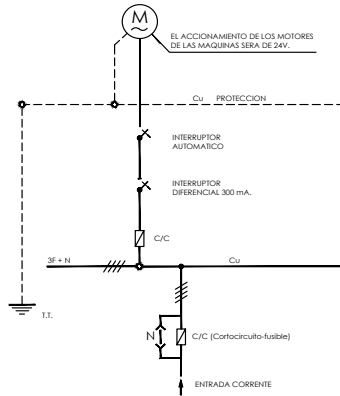 M
EL ACCIONAMIENTO DE LOS MOTORES
DE LAS MAQUINAS SERA DE 24V.
Cu PROTECCION
INTERRUPTOR
AUTOMATICO
INTERRUPTOR
DIFERENCIAL 300 mA.
C/C
3F + N
Cu
T.T.
N
C/C (Cortocircuito-fusible)
ENTRADA CORRENTE